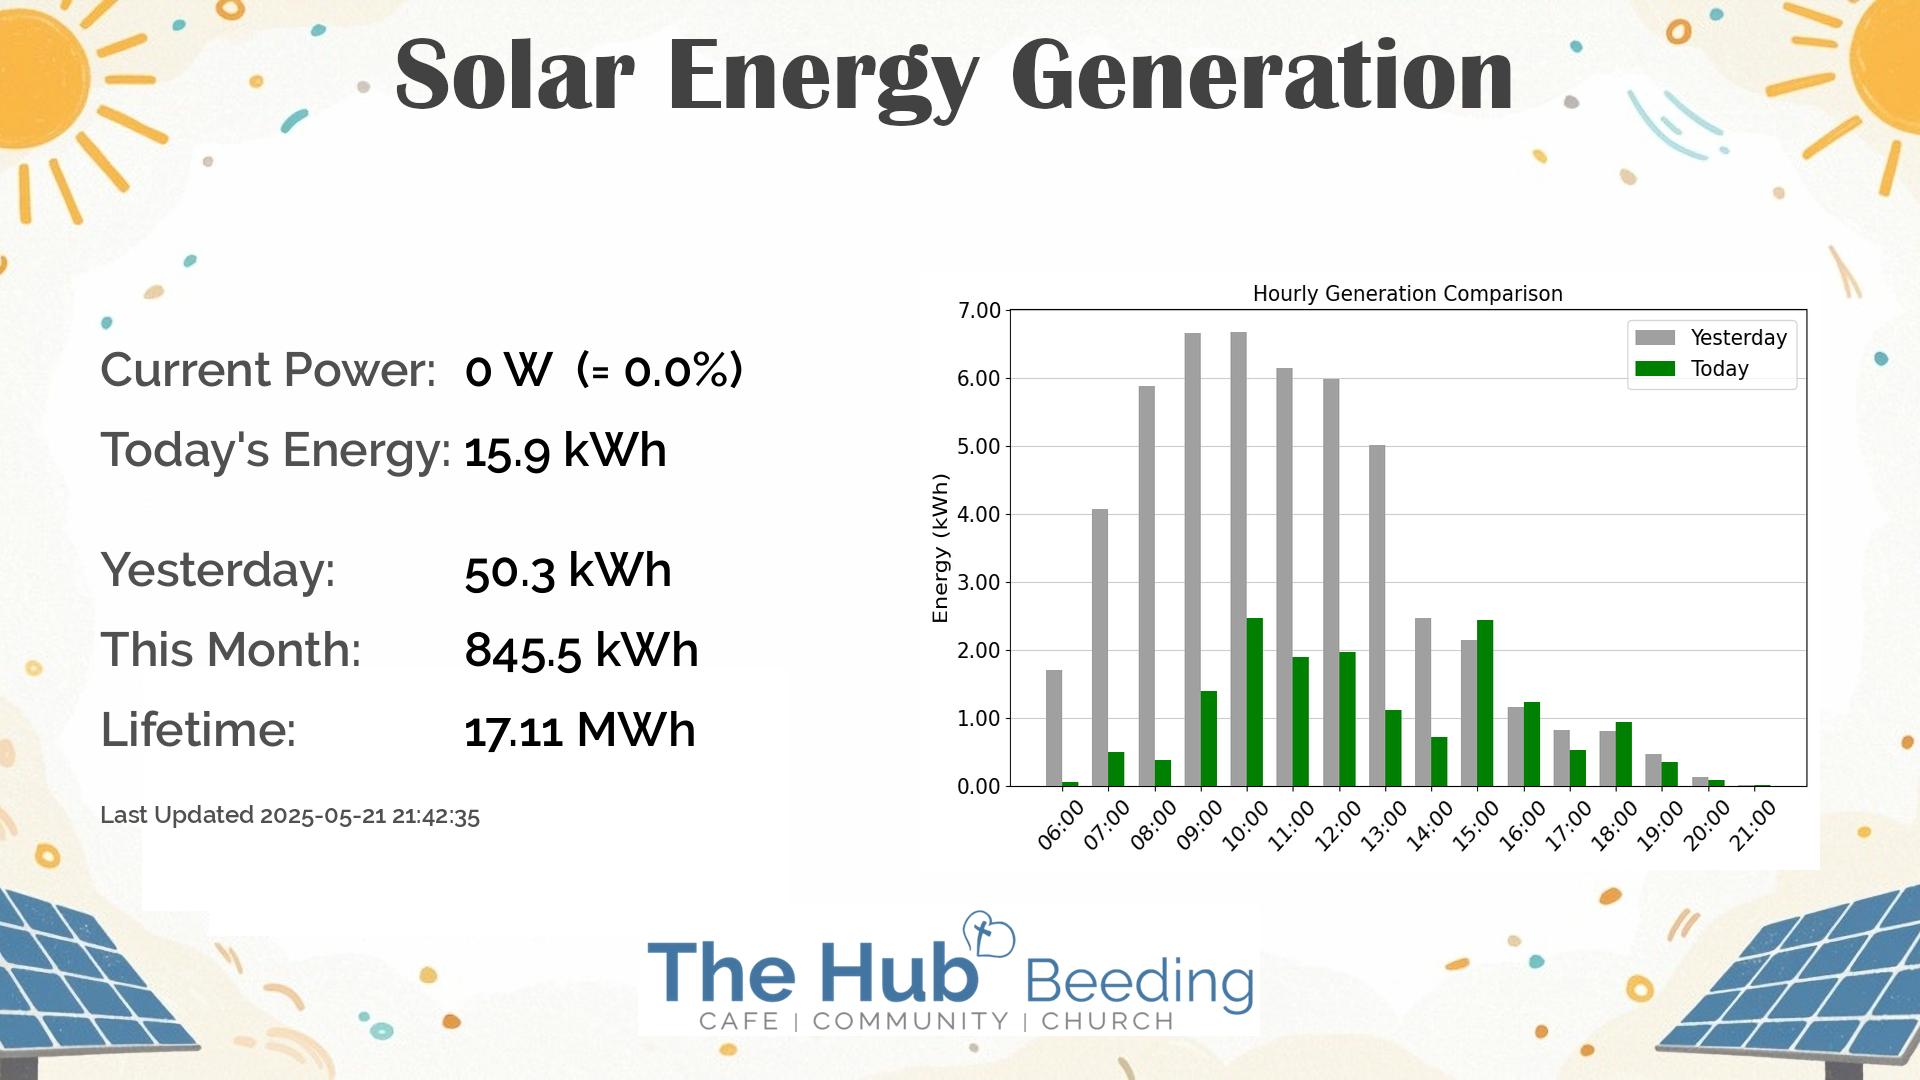 Solar Energy Generation
Current Power: 0 W (= 0.0%)
Today's Energy: 15.9 kWh
Yesterday: 50.3 kWh
This Month: 845.5 kWh
Lifetime: 17.11 MWh
Last Updated 2025-05-21 21:42:35
Hourly Generation Comparison
Yesterday
Today
Energy (kWh)
7.00
6.00
5.00
4.00
3.00
2.00
1.00
0.00
06:00 07:00 08:00 09:00 10:00 11:00 12:00 13:00 14:00 15:00 16:00 17:00 18:00 19:00 20:00 21:00
The Hub Beeding
CAFE | COMMUNITY | CHURCH